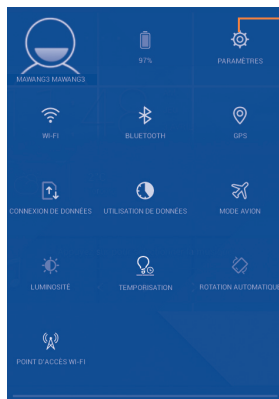 MAWANG3 MAWANG3
97%
PARAMÈTRES
WI-FI
BLUETOOTH
GPS
CONNEXION DE DONNÉES
UTILISATION DE DONNÉES
MODE AVION
LUMINOSITÉ
TEMPORISATION
ROTATION AUTOMATIQUE
POINT D'ACCÈS WI-FI